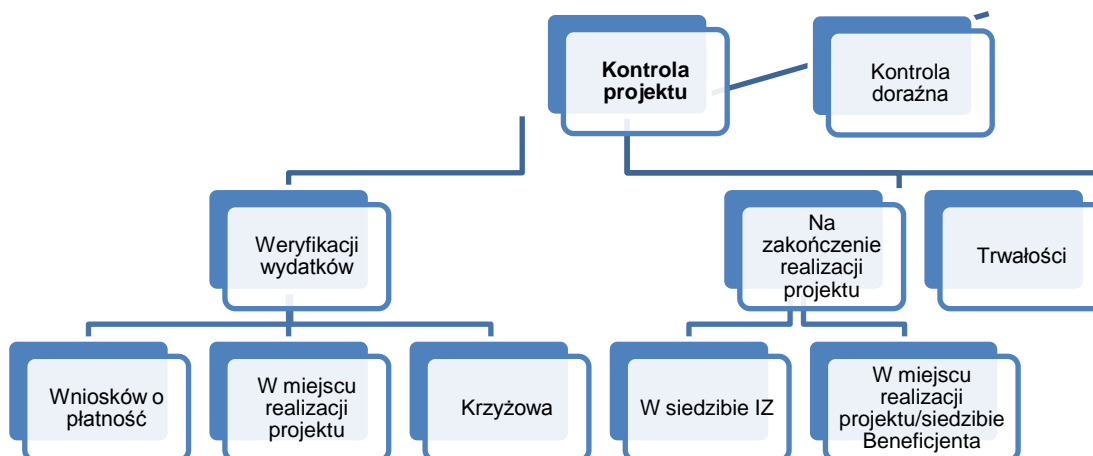 Kontrola
projektu
Kontrola
doraźna
Weryfikacji
wydatków
Na
zakończenie
realizacji
projektu
Trwałości
Wniosków o
płatność
W miejscu
realizacji
projektu
Krzyżowa
W siedzibie IZ
W miejscu
realizacji
projektu/siedzibie
Beneficjenta